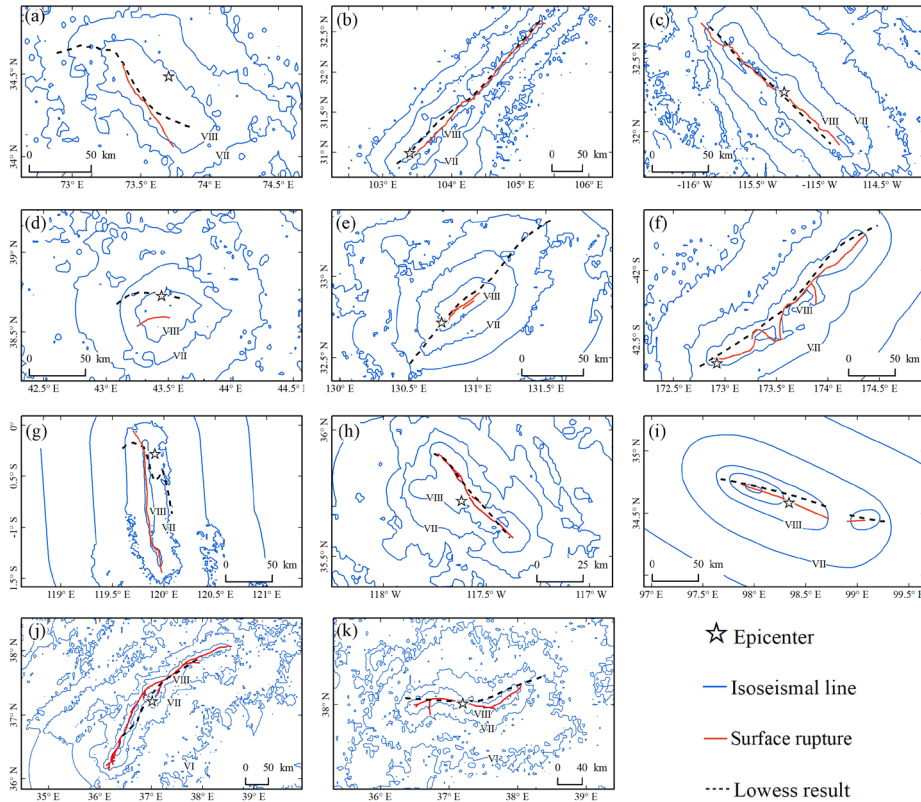 (a)
34.5° N
34° N
VIII
VII
0 50 km
73° E 73.5° E 74° E 74.5° E
(b)
32.5° N
32° N
31.5° N
31° N
VIII
VII
0 50 km
103° E 104° E 105° E 106° E
(c)
32.5° N
32° N
VIII
VII
0 50 km
-116° W -115.5° W -115° W -114.5° W
(d)
39° N
38.5° N
VIII
VII
0 50 km
42.5° E 43° E 43.5° E 44° E 44.5° E
(e)
33° N
32.5° N
VIII
VII
0 50 km
130° E 130.5° E 131° E 131.5° E
(f)
-42° S
42.5° S
VIII
VII
0 50 km
172.5° E 173° E 173.5° E 174° E 174.5° E
(g)
0°
0.5° S
-1° S
1.5° S
VIII
VII
0 50 km
119° E 119.5° E 120° E 120.5° E 121° E
(h)
36° N
35.5° N
VIII
VII
0 25 km
118° W 117.5° W 117° W
(i)
35° N
34.5° N
VIII
VII
0 50 km
97° E 97.5° E 98° E 98.5° E 99° E 99.5° E
(j)
38° N
37° N
36° N
VIII
VII
VI
0 50 km
35° E 36° E 37° E 38° E 39° E
(k)
38° N
VIII
VII
VI
0 40 km
36° E 37° E 38° E 39° E
Epicenter
Isoseismal line
Surface rupture
Lowess result